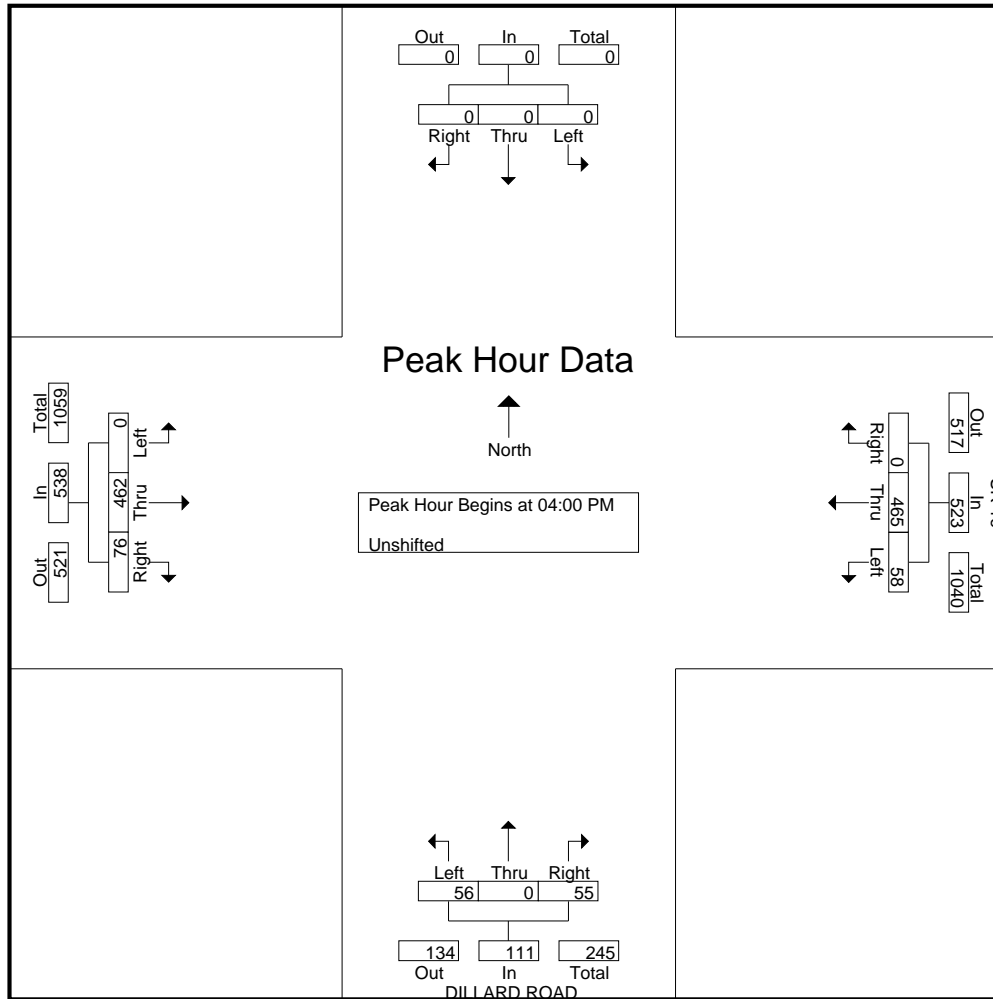 Out In Total
0 0 0
0 0 0
Right Thru Left
Peak Hour Data
North
Peak Hour Begins at 04:00 PM
Unshifted
Total In Out
1059 538 521
0 462 76
Left Thru Right
Right Thru Left
0 465 58
Out In Total
517 523 1040
Left Thru Right
56 0 55
134 111 245
Out In Total
DILLARD ROAD